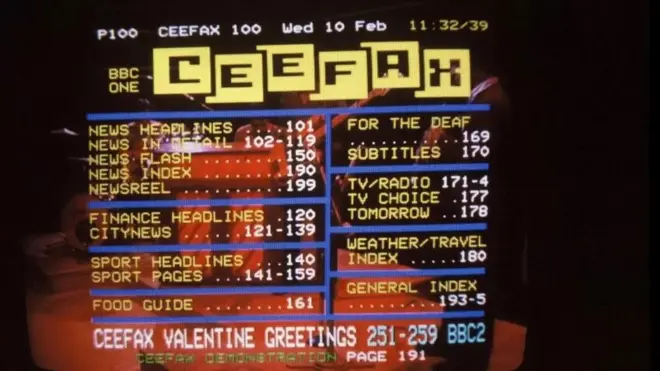 P100 CEEFAX 100 Wed 10 Feb 11:32/39
BBC ONE
CEEFAX
NEWS HEADLINES ....101
NEWS IN DETAIL 102-119
NEWS FLASH ........150
NEWS INDEX ........190
NEWSREEL ..........199
FINANCE HEADLINES .120
CITYNEWS ......121-139
SPORT HEADLINES ...140
SPORT PAGES ...141-159
FOOD GUIDE ........161
FOR THE DEAF
............169
SUBTITLES 170
TV/RADIO 171-4
TV CHOICE .177
TOMORROW ..178
WEATHER/TRAVEL
INDEX .....180
GENERAL INDEX
.........193-5
CEEFAX VALENTINE GREETINGS 251-259 BBC2
CEEFAX DEMONSTRATION PAGE 191